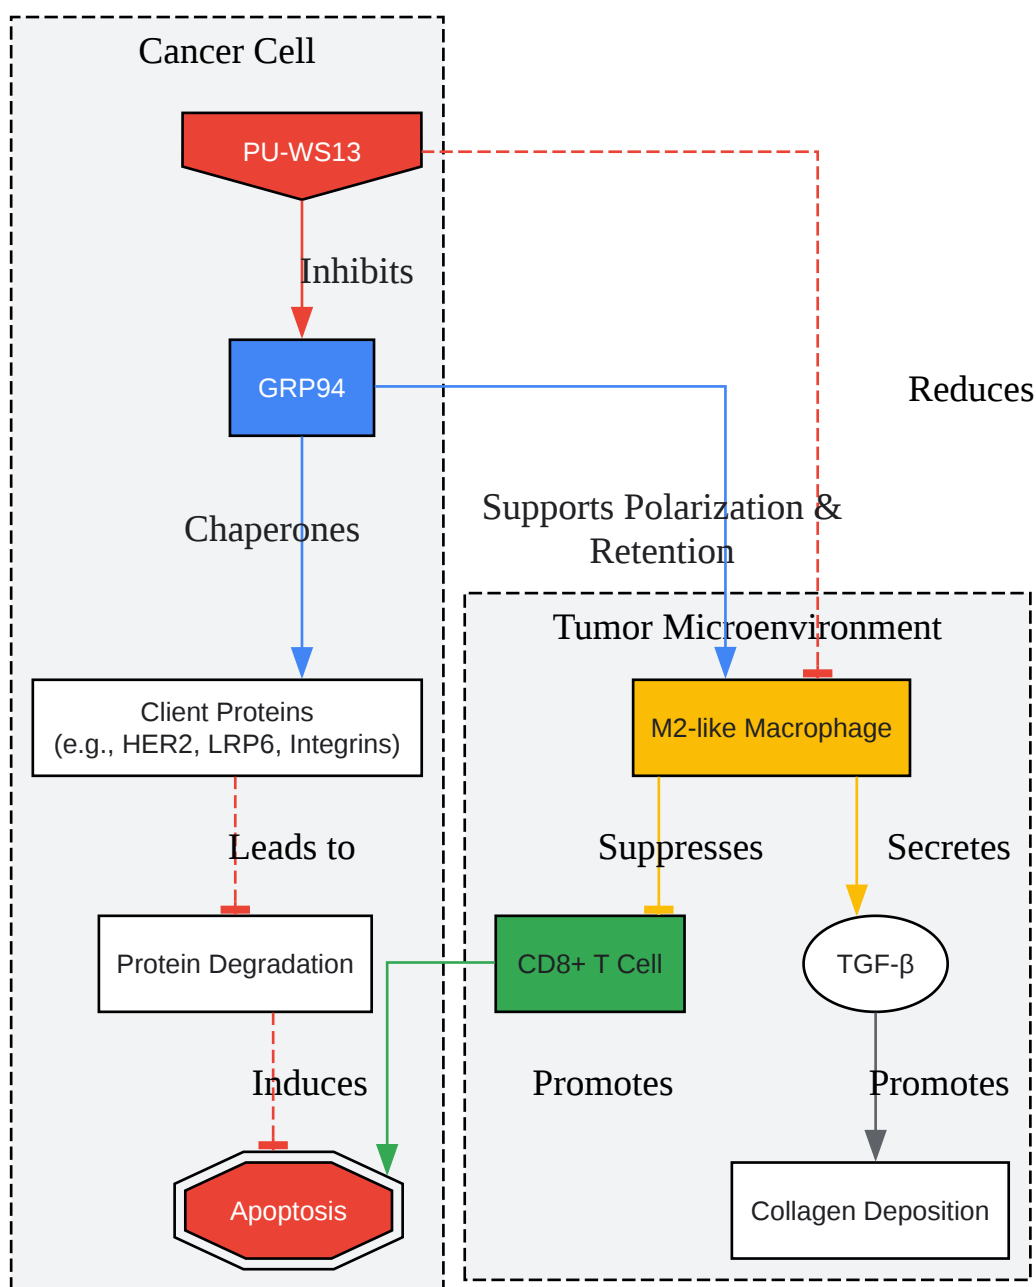 Cancer Cell
PU-WS13
Inhibits
GRP94
Reduces
Supports Polarization &
Retention
Chaperones
Tumor Microenvironment
Client Proteins
(e.g., HER2, LRP6, Integrins)
M2-like Macrophage
Leads to
Suppresses
Secretes
Protein Degradation
CD8+ T Cell
TGF-β
Induces
Promotes
Promotes
Apoptosis
Collagen Deposition